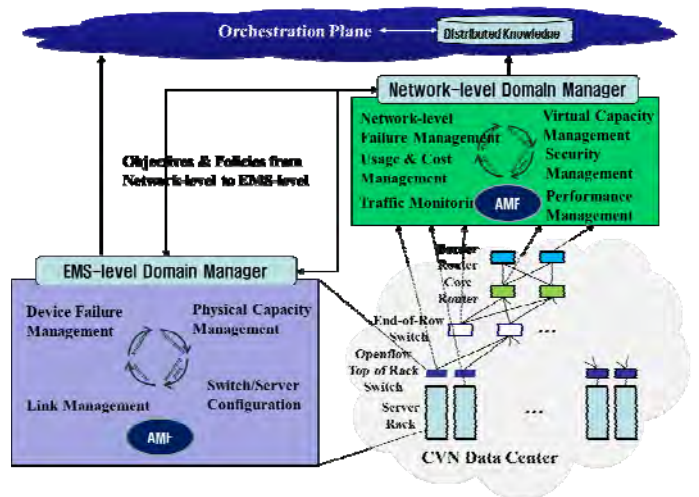 Orchestration Plane
Distributed Knowledge
Network-level Domain Manager
Network-level
Failure Management
Usage & Cost
Management
Traffic Monitorin
Virtual Capacity
Management
Security
Management
Performance
Management
AMF
Objectives & Policies from
Network-level to EMS-level
EMS-level Domain Manager
Device Failure
Management
Physical Capacity
Management
Link Management
Switch/Server
Configuration
AMF
Border
Router
Core
Router
End-of-Row
Switch
...
Openflow
Top of Rack
Switch
Server
Rack
...
CVN Data Center